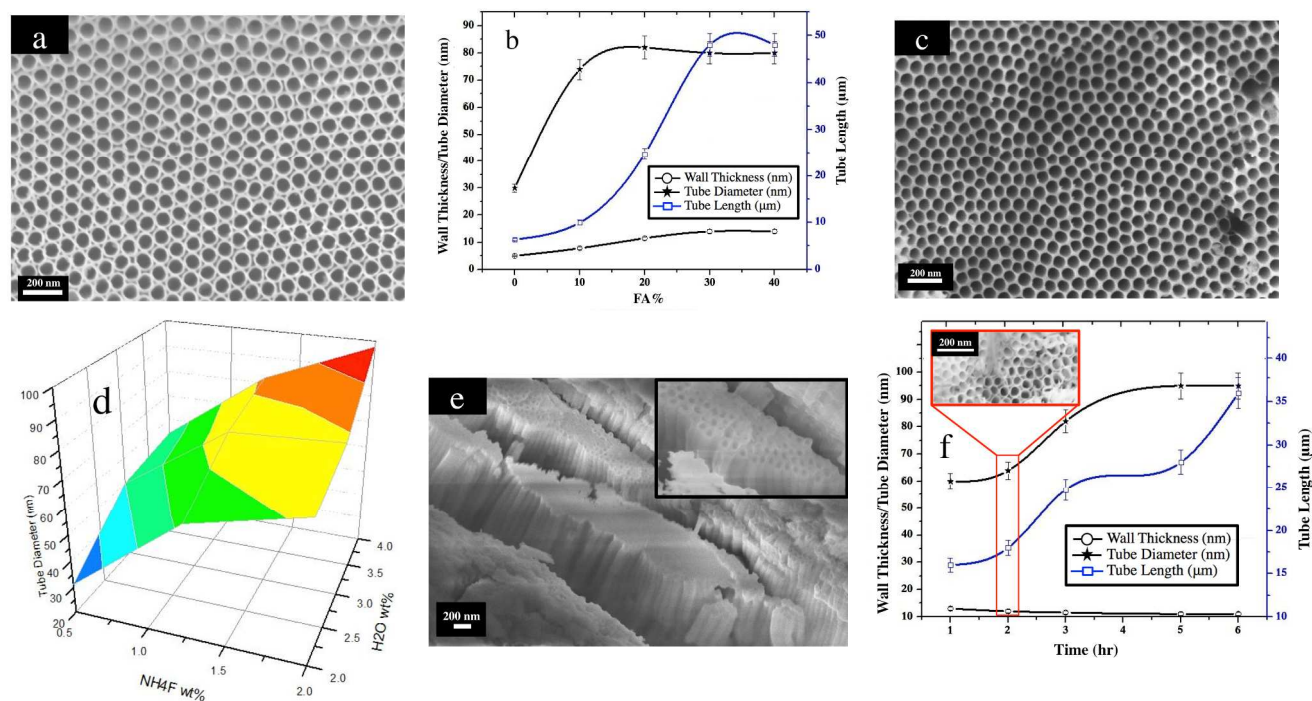 a
200 nm
b
Wall Thickness/Tube Diameter (nm)
90
80
70
60
50
40
30
20
10
0
0 10 20 30 40
FA%
50
40
30
20
10
0
Tube Length (μm)
Wall Thickness (nm)
Tube Diameter (nm)
Tube Length (μm)
c
200 nm
d
Tube Diameter (nm)
100
90
80
70
60
50
40
30
20
0.5 1.0 1.5 2.0
NH4F wt%
4.0
3.5
3.0
2.5
2.0
H2O wt%
e
200 nm
f
200 nm
Wall Thickness/Tube Diameter (nm)
100
90
80
70
60
50
40
30
20
10
1 2 3 4 5 6
Time (hr)
40
35
30
25
20
15
10
Tube Length (μm)
Wall Thickness (nm)
Tube Diameter (nm)
Tube Length (μm)